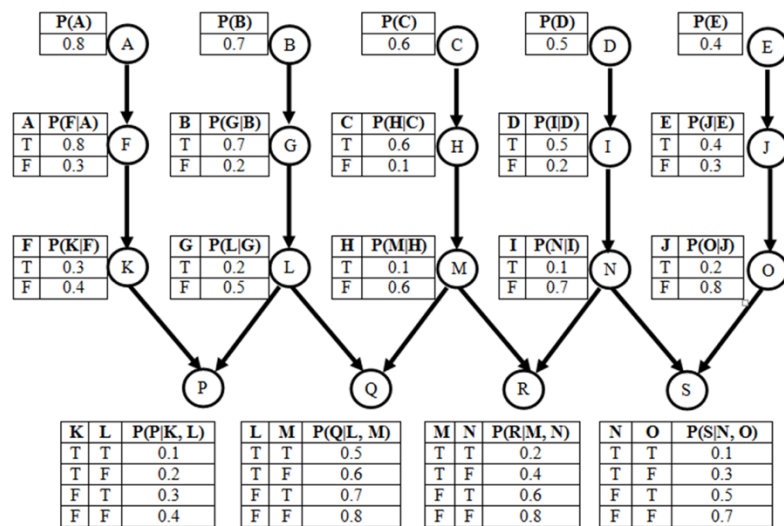 P(A) P(B) P(C) P(D) P(E)
0.8 A 0.7 B 0.6 C 0.5 D 0.4 E
A P(F|A) B P(G|B) C P(H|C) D P(I|D) E P(J|E)
T 0.8 F T 0.7 G T 0.6 H T 0.5 I T 0.4 J
F 0.3 F 0.2 F 0.1 F 0.2 F 0.3
F P(K|F) G P(L|G) H P(M|H) I P(N|I) J P(O|J)
T 0.3 K T 0.2 L T 0.1 M T 0.1 N T 0.2 O
F 0.4 F 0.5 F 0.6 F 0.7 F 0.8
P Q R S
K L P(P|K, L) L M P(Q|L, M) M N P(R|M, N) N O P(S|N, O)
T T 0.1 T T 0.5 T T 0.2 T T 0.1
T F 0.2 T F 0.6 T F 0.4 T F 0.3
F T 0.3 F T 0.7 F T 0.6 F T 0.5
F F 0.4 F F 0.8 F F 0.8 F F 0.7